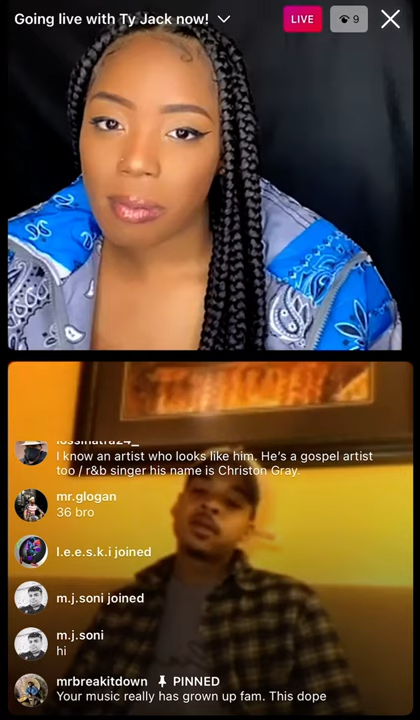 Going live with Ty Jack now!
LIVE
9
I know an artist who looks like him. He's a gospel artist
too / r&b singer his name is Christon Gray.
mr.glogan
36 bro
l.e.e.s.k.i joined
m.j.soni joined
m.j.soni
hi
mrbreakitdown PINNED
Your music really has grown up fam. This dope